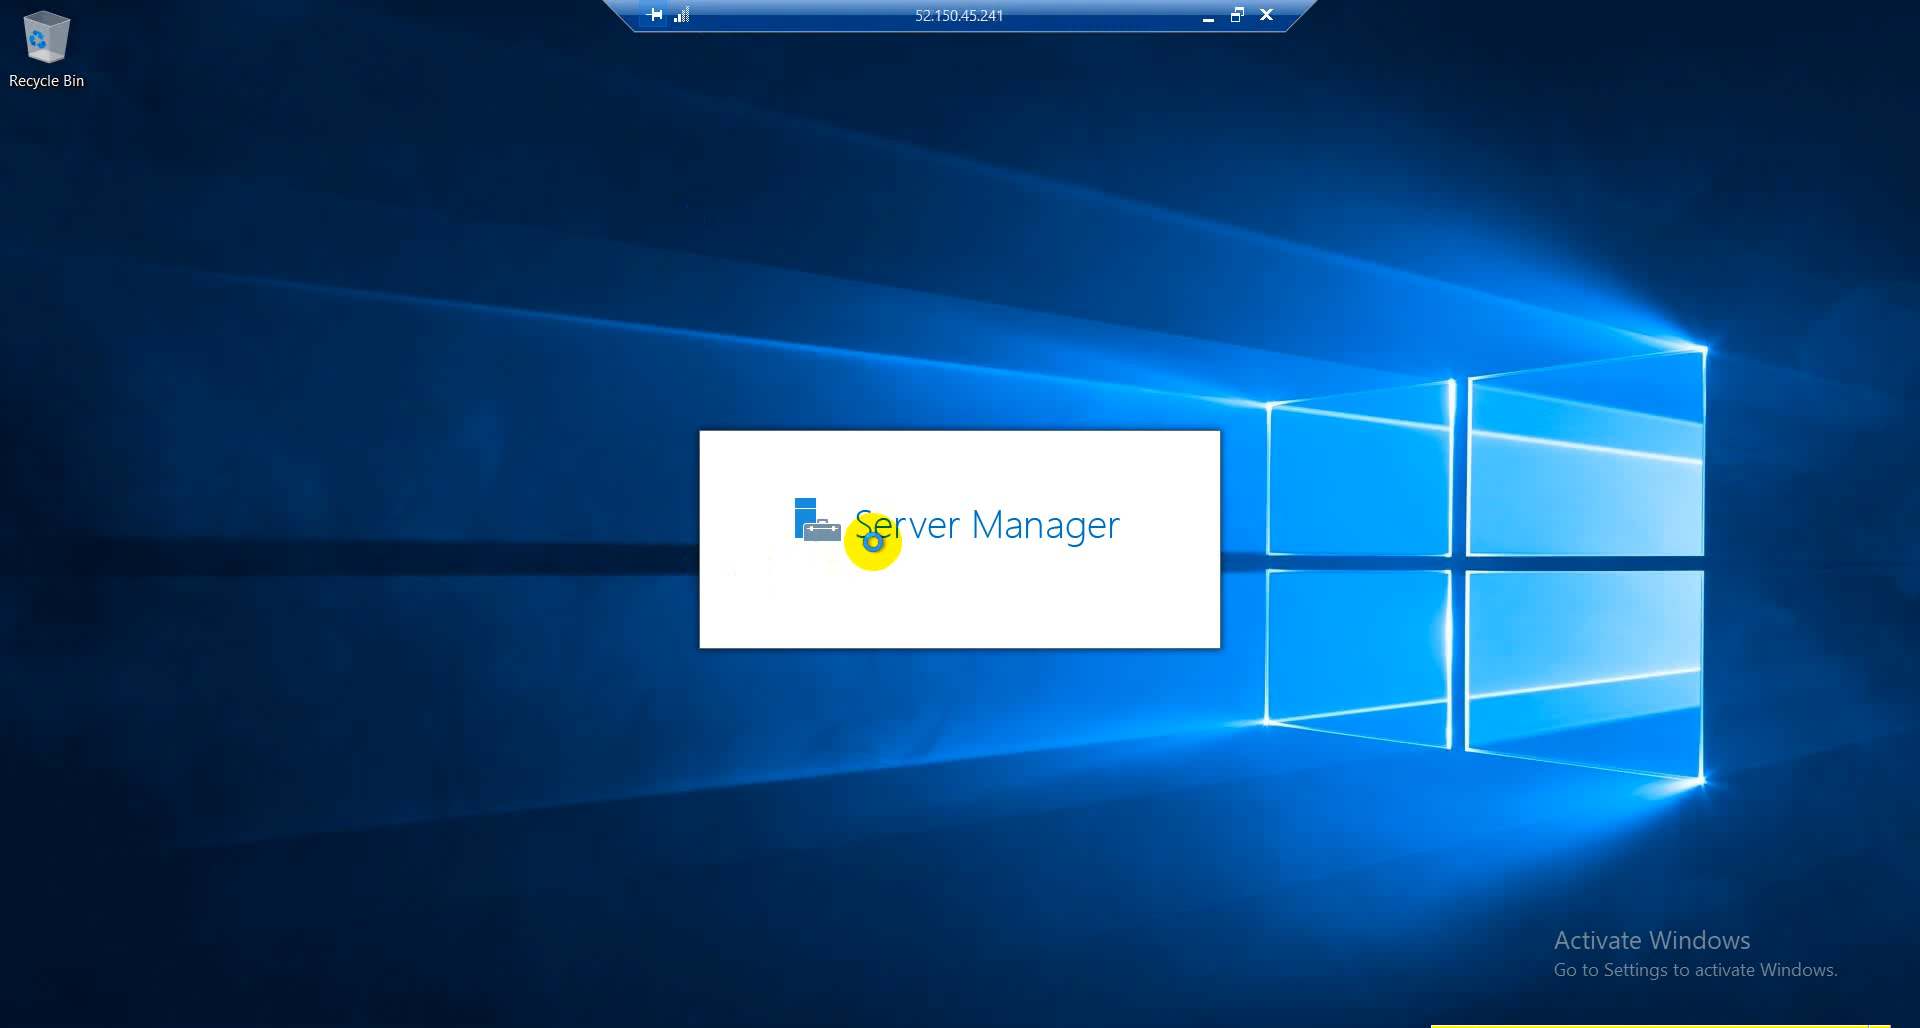 52.150.45.241
Recycle Bin
Server Manager
Activate Windows
Go to Settings to activate Windows.